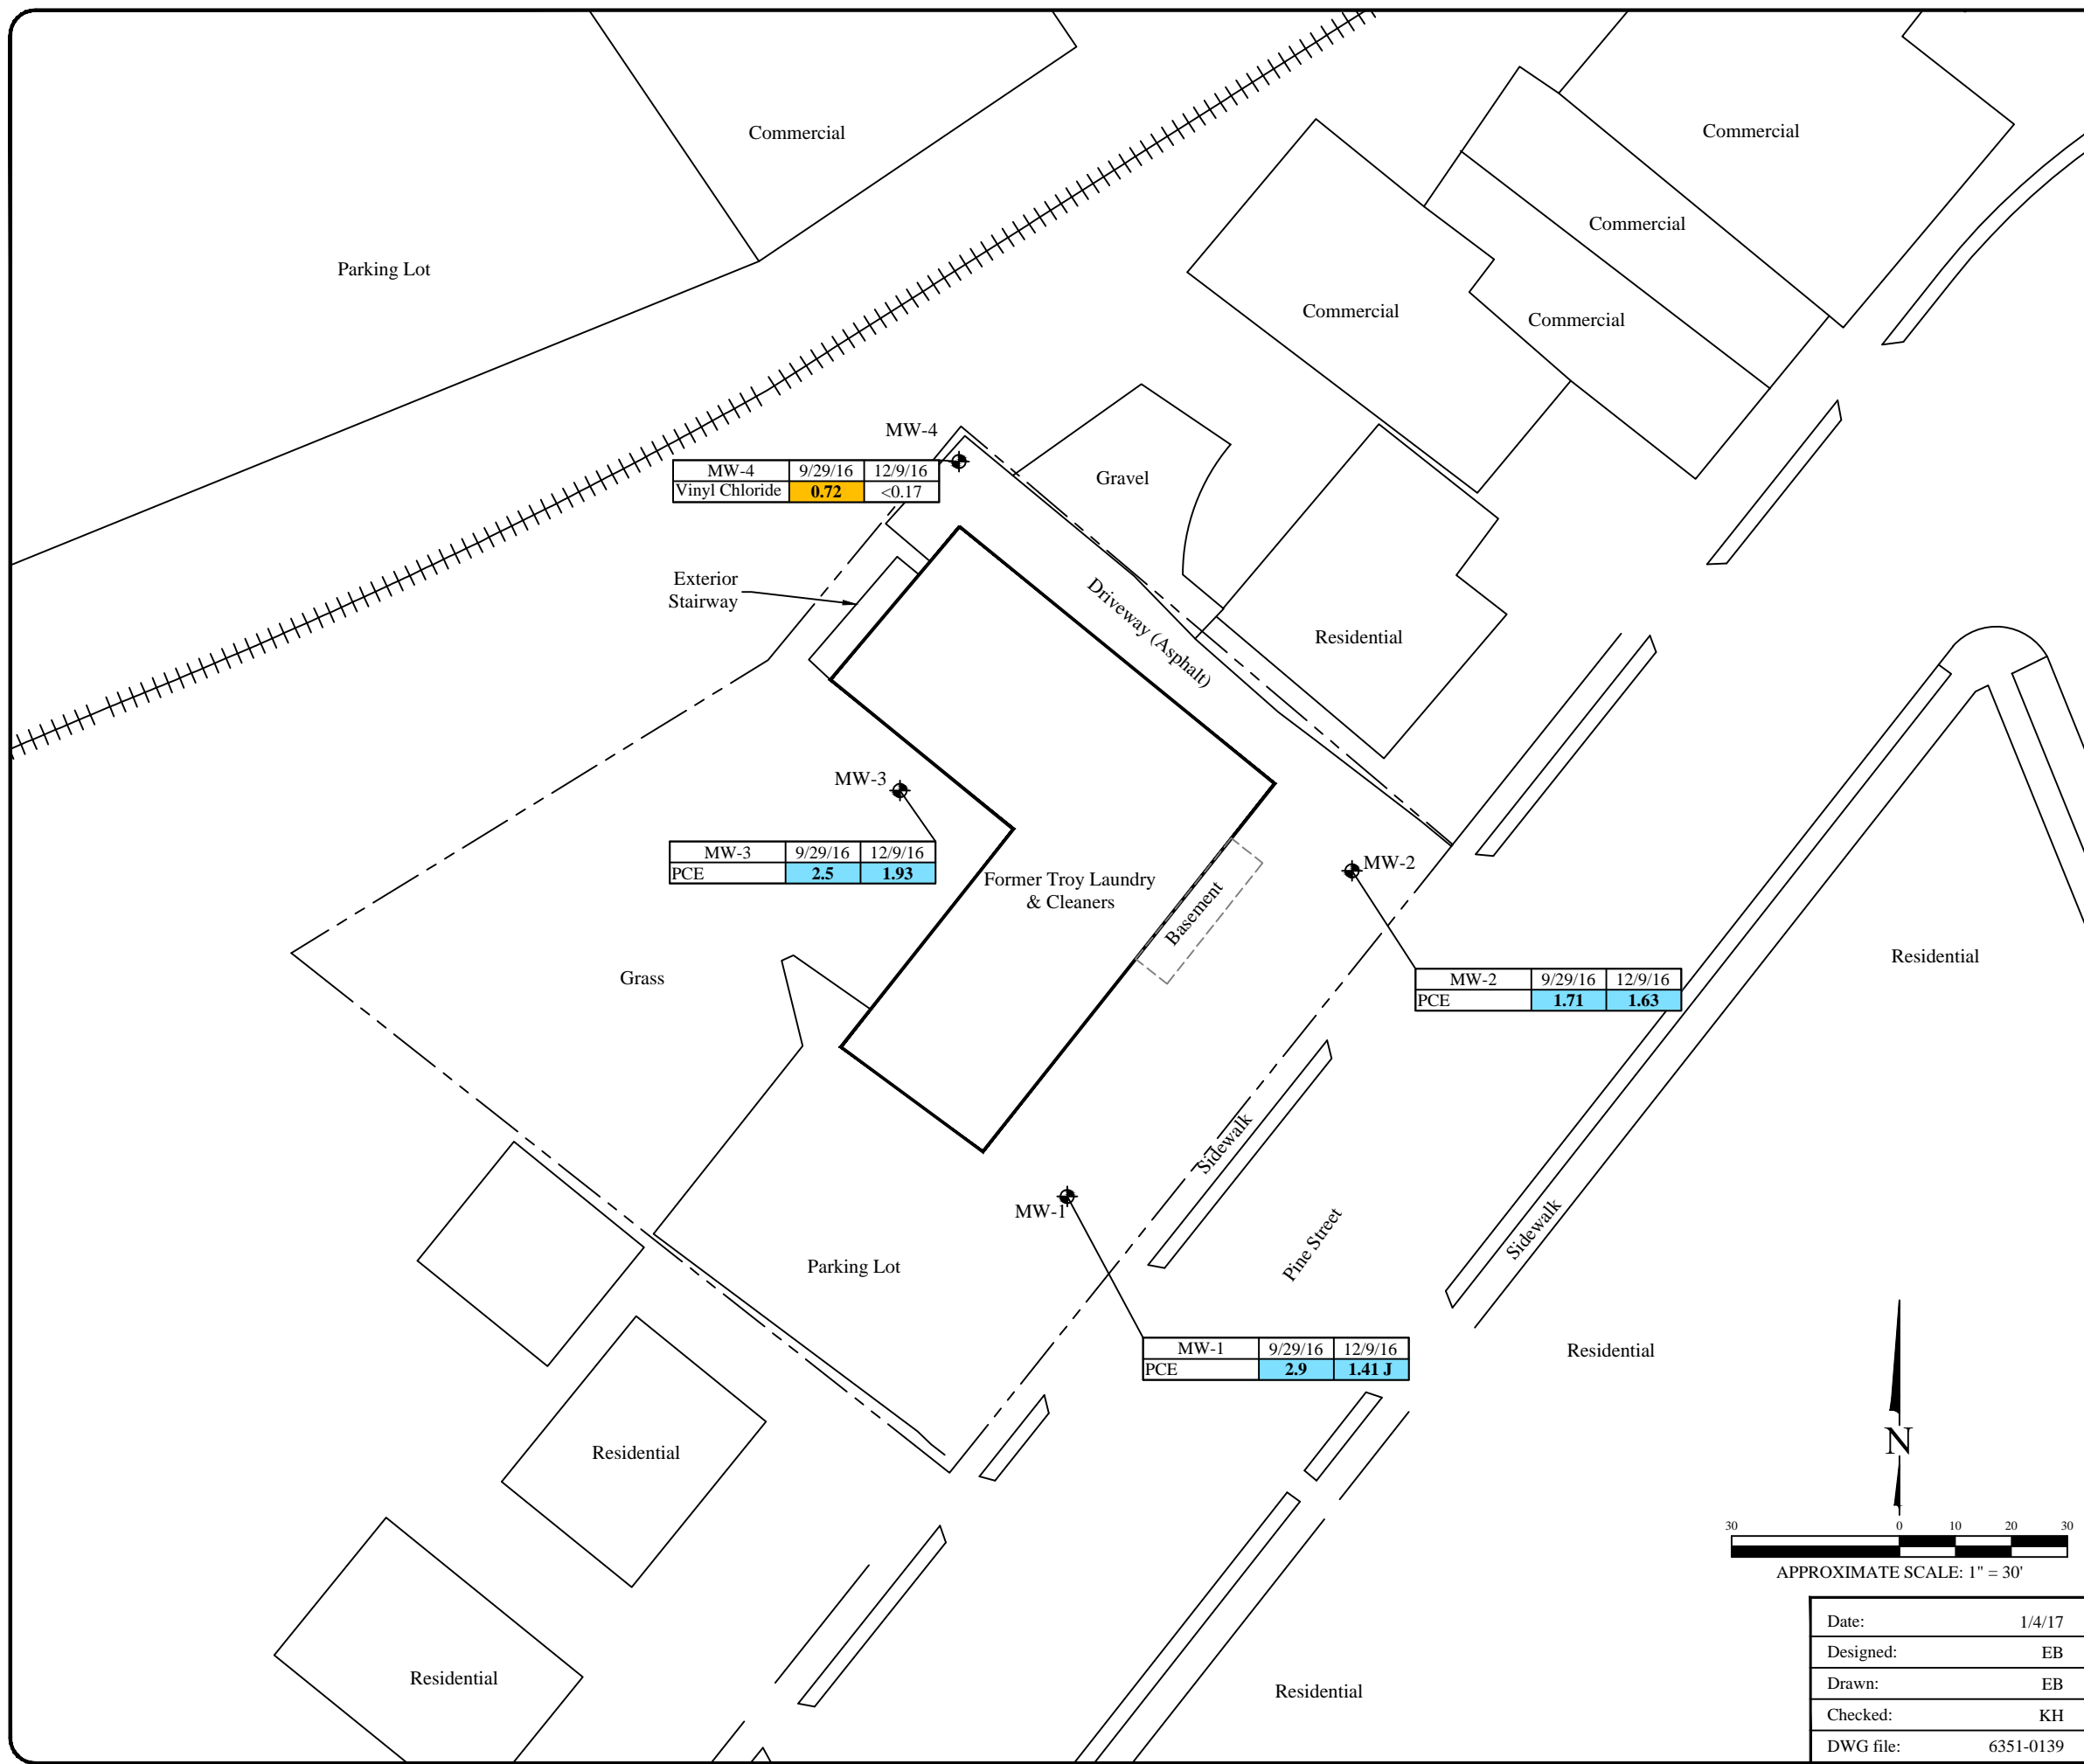 Commercial
Commercial
Commercial
Parking Lot
Commercial
Commercial
MW-4
MW-4 9/29/16 12/9/16
Vinyl Chloride 0.72 <0.17
Gravel
Exterior
Stairway
Driveway (Asphalt)
Residential
MW-3
MW-3 9/29/16 12/9/16
PCE 2.5 1.93
Former Troy Laundry
& Cleaners
Basement
MW-2
MW-2 9/29/16 12/9/16
PCE 1.71 1.63
Residential
Grass
Sidewalk
MW-1
Pine Street
Sidewalk
Parking Lot
MW-1 9/29/16 12/9/16
PCE 2.9 1.41 J
Residential
Residential
Residential
Residential
N
30 0 10 20 30
APPROXIMATE SCALE: 1" = 30'
Date: 1/4/17
Designed: EB
Drawn: EB
Checked: KH
DWG file: 6351-0139